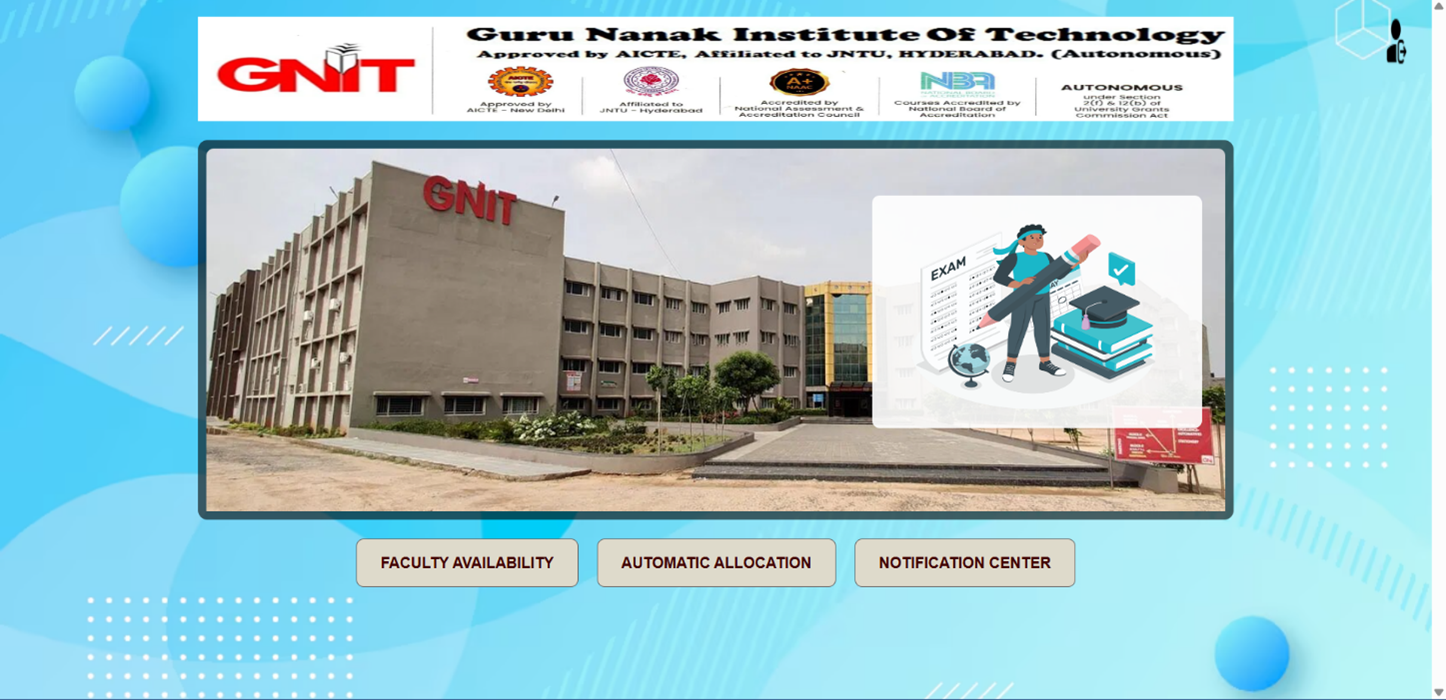 GNIT
Guru Nanak Institute Of Technology
Approved by AICTE, Affiliated to JNTU, HYDERABAD. (Autonomous)
AICTE
Approved by
AICTE - New Delhi
Affiliated to
JNTU - Hyderabad
A+
NAAC
Accredited by
National Assessment &
Accreditation Council
NBA
Courses Accredited by
National Board of
Accreditation
AUTONOMOUS
under Section
2(f) & 12(b) of
University Grants
Commission Act
GNIT
EXAM
FACULTY AVAILABILITY
AUTOMATIC ALLOCATION
NOTIFICATION CENTER